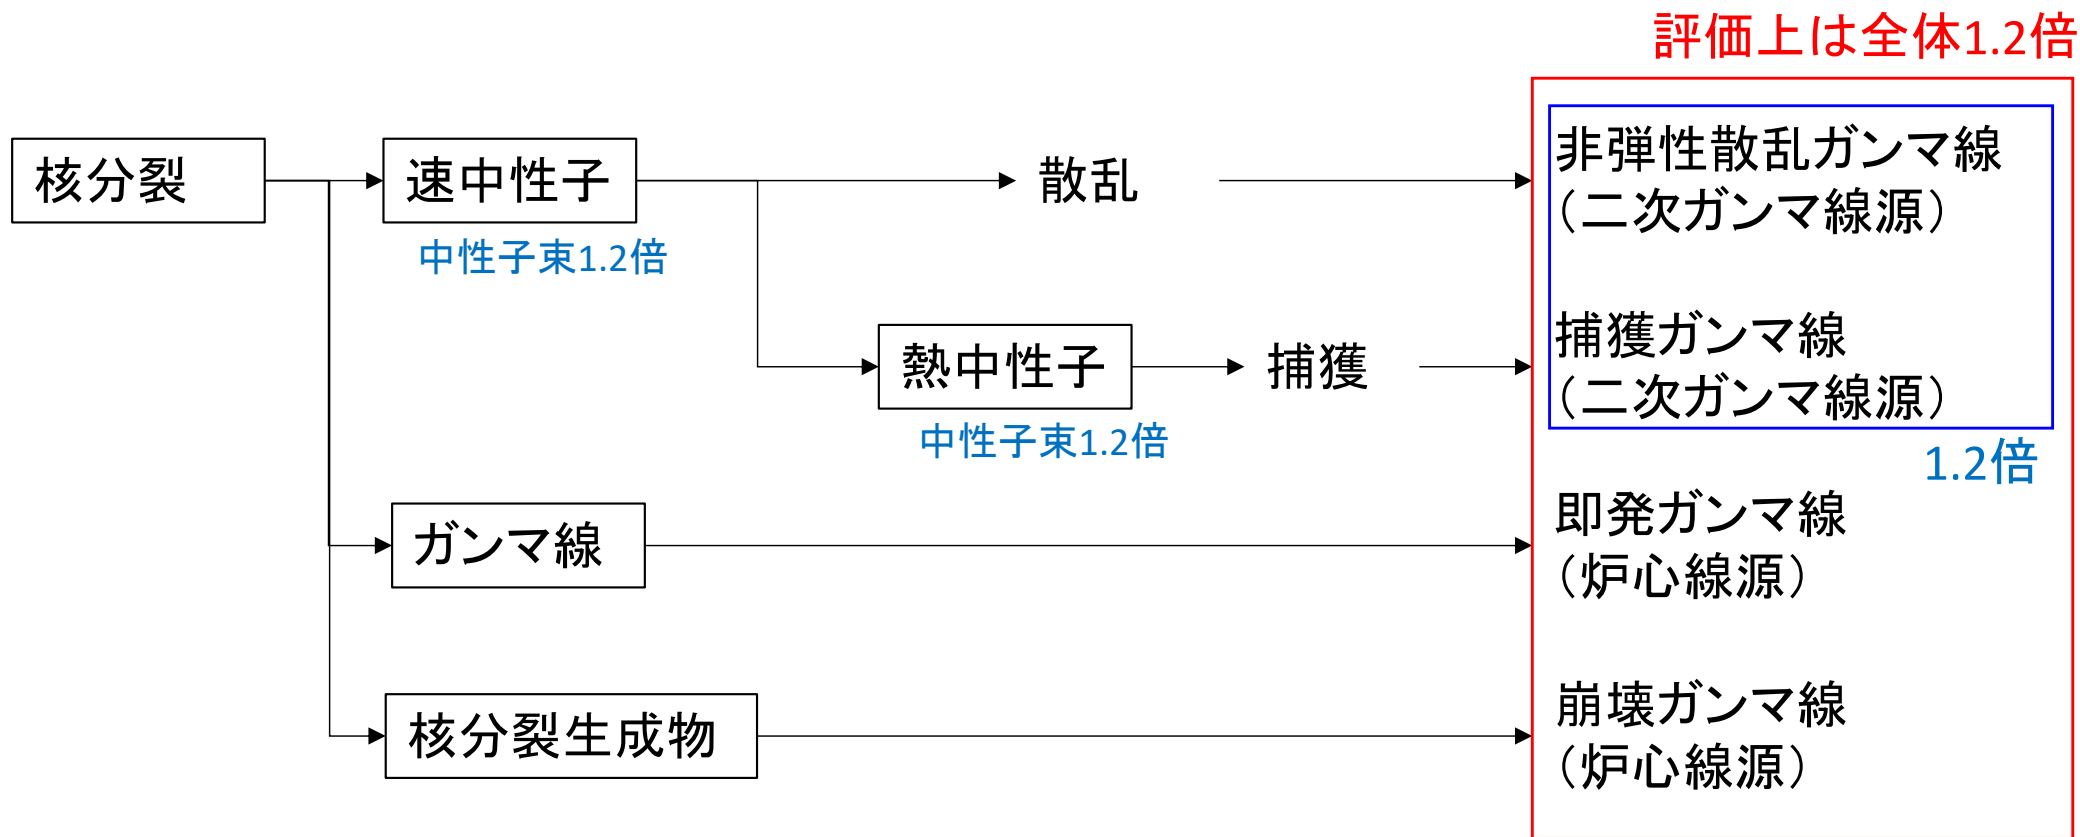 評価上は全体1.2倍
核分裂
速中性子
散乱
非弾性散乱ガンマ線
（二次ガンマ線源）
中性子束1.2倍
熱中性子
捕獲
捕獲ガンマ線
（二次ガンマ線源）
中性子束1.2倍
1.2倍
ガンマ線
即発ガンマ線
（炉心線源）
核分裂生成物
崩壊ガンマ線
（炉心線源）